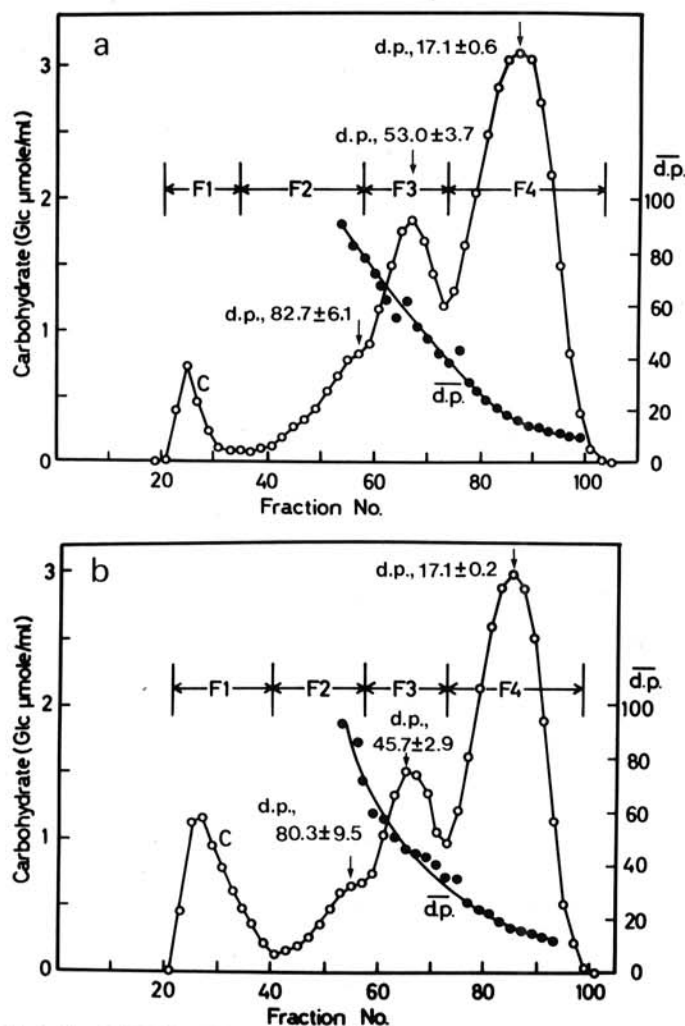 a
d.p., 17.1±0.6
3
d.p., 53.0±3.7
d.p.
F1 F2 F3 F4
2
100
80
d.p., 82.7±6.1
60
1
40
C
d.p.
20
0
0
20 40 60 80 100
Fraction No.
Carbohydrate (Glc µmole/ml)
b
d.p., 17.1±0.2
3
F1 F2 F3 F4
d.p.
2
d.p.,
45.7±2.9
100
80
d.p.,
80.3±9.5
60
1
C
40
d.p.
20
0
0
20 40 60 80 100
Fraction No.
Carbohydrate (Glc µmole/ml)